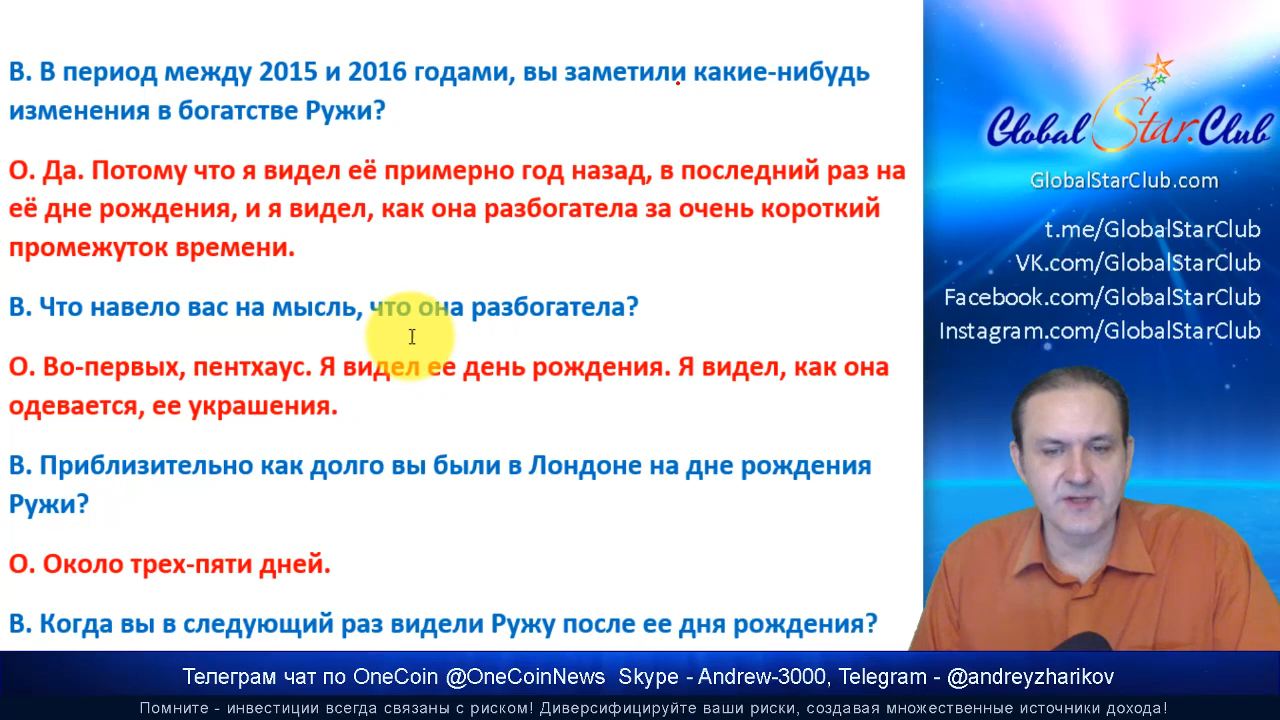 В. В период между 2015 и 2016 годами, вы заметили какие-нибудь
изменения в богатстве Ружи?
О. Да. Потому что я видел её примерно год назад, в последний раз на
её дне рождения, и я видел, как она разбогатела за очень короткий
промежуток времени.
В. Что навело вас на мысль, что она разбогатела?
О. Во-первых, пентхаус. Я видел ее день рождения. Я видел, как она
одевается, ее украшения.
В. Приблизительно как долго вы были в Лондоне на дне рождения
Ружи?
О. Около трех-пяти дней.
В. Когда вы в следующий раз видели Ружу после ее дня рождения?
Global Star.Club
GlobalStarClub.com
t.me/GlobalStarClub
VK.com/GlobalStarClub
Facebook.com/GlobalStarClub
Instagram.com/GlobalStarClub
Телеграм чат по OneCoin @OneCoinNews Skype - Andrew-3000, Telegram - @andreyzharikov
Помните - инвестиции всегда связаны с риском! Диверсифицируйте ваши риски, создавая множественные источники дохода!